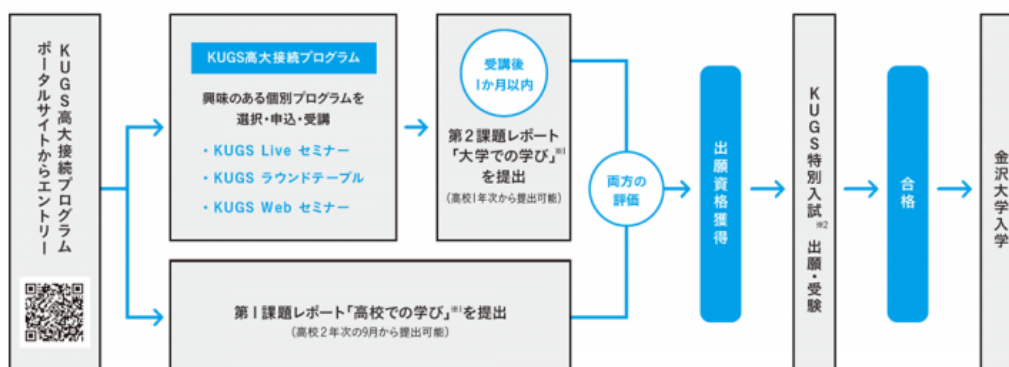 KUGS高大接続プログラム
ポータルサイトからエントリー
KUGS高大接続プログラム
興味のある個別プログラムを
選択・申込・受講
・KUGS Live セミナー
・KUGS ラウンドテーブル
・KUGS Web セミナー
受講後
1か月以内
第2課題レポート
「大学での学び」※1
を提出
(高校1年次から提出可能)
第1課題レポート「高校での学び」※1を提出
(高校2年次の9月から提出可能)
両方の
評価
出願資格獲得
KUGS特別入試※2 出願・受験
合格
金沢大学入学